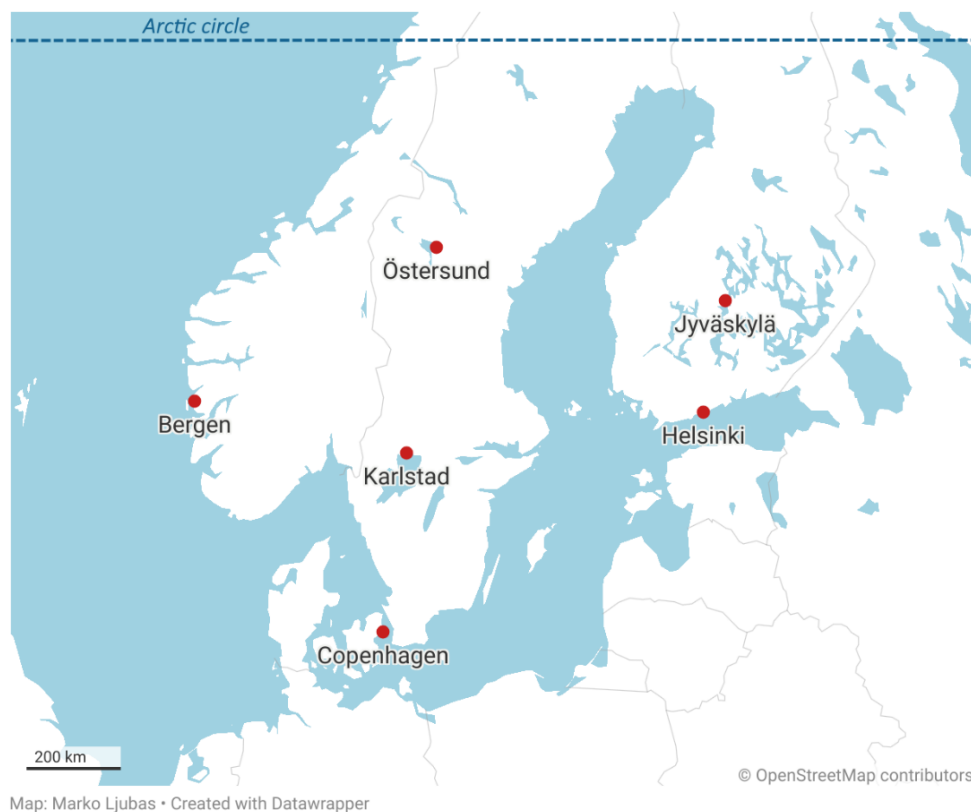 Arctic circle
Östersund
Jyväskylä
Bergen
Helsinki
Karlstad
Copenhagen
200 km
© OpenStreetMap contributors
Map: Marko Ljubas • Created with Datawrapper